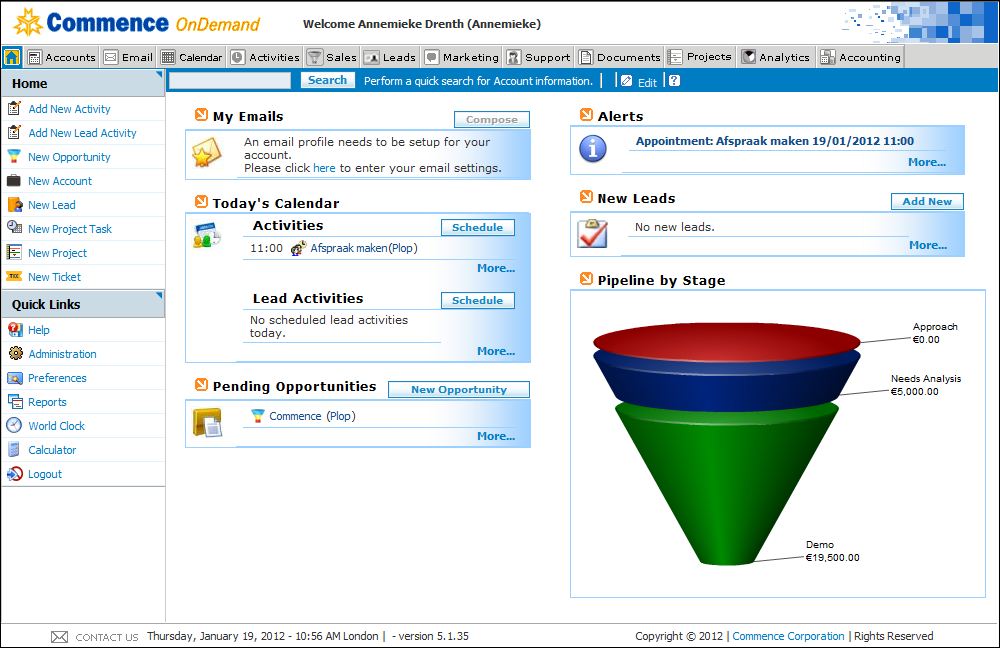 Commence OnDemand
Welcome Annemieke Drenth (Annemieke)
Accounts Email Calendar Activities Sales Leads Marketing Support Documents Projects Analytics Accounting
Search Perform a quick search for Account information. | | Edit | ?
Home
Add New Activity
Add New Lead Activity
New Opportunity
New Account
New Lead
New Project Task
New Project
New Ticket
Quick Links
Help
Administration
Preferences
Reports
World Clock
Calculator
Logout
My Emails
Compose
An email profile needs to be setup for your
account.
Please click here to enter your email settings.
Today's Calendar
Activities
Schedule
11:00 Afspraak maken(Plop)
More...
Lead Activities
Schedule
No scheduled lead activities
today.
More...
Pending Opportunities
New Opportunity
Commence (Plop)
More...
Alerts
Appointment: Afspraak maken 19/01/2012 11:00
More...
New Leads
Add New
No new leads.
More...
Pipeline by Stage
Approach
€0.00
Needs Analysis
€5,000.00
Demo
€19,500.00
CONTACT US Thursday, January 19, 2012 - 10:56 AM London | - version 5.1.35
Copyright © 2012 | Commence Corporation | Rights Reserved